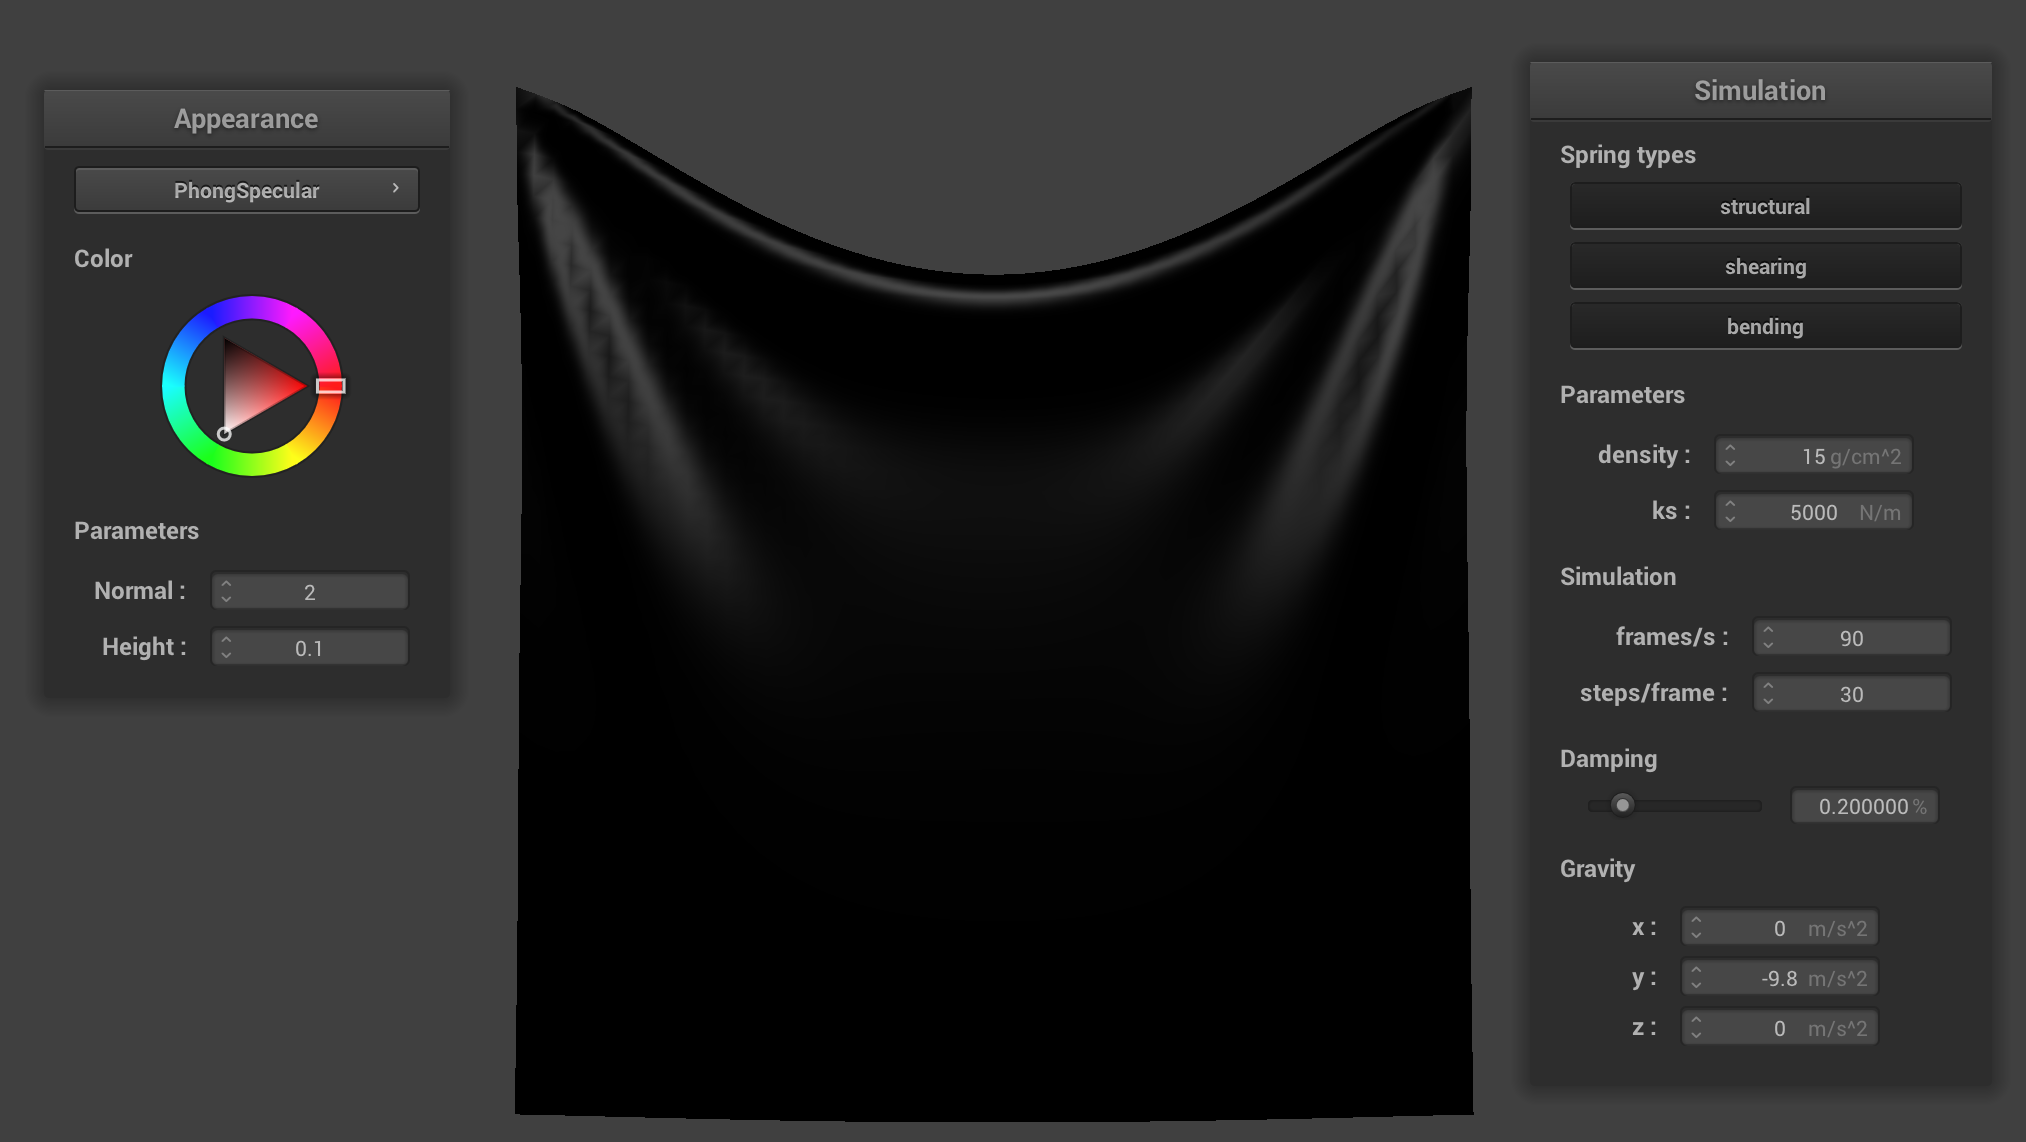 Appearance
PhongSpecular
Color
Parameters
Normal : 2
Height : 0.1
Simulation
Spring types
structural
shearing
bending
Parameters
density : 15 g/cm^2
ks : 5000 N/m
Simulation
frames/s : 90
steps/frame : 30
Damping
0.200000 %
Gravity
x : 0 m/s^2
y : -9.8 m/s^2
z : 0 m/s^2